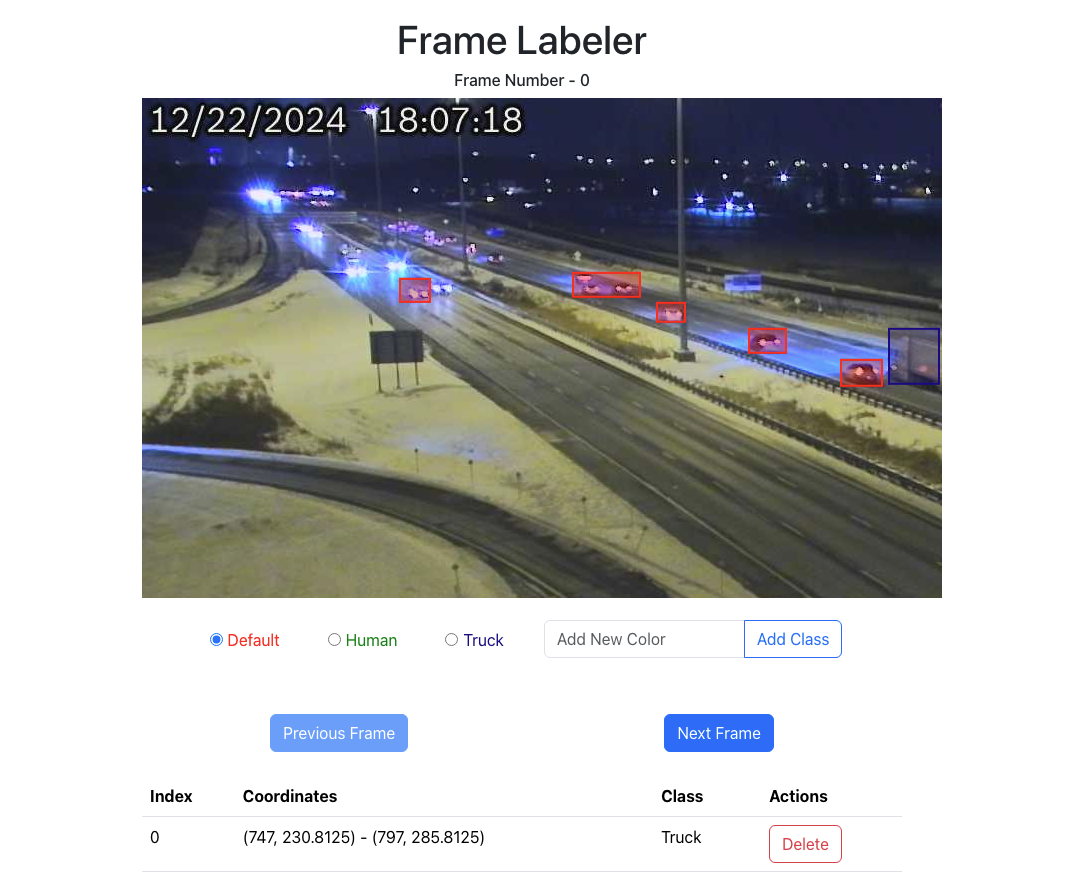 Frame Labeler
Frame Number - 0
12/22/2024 18:07:18
Default Human Truck Add New Color Add Class
Previous Frame Next Frame
Index Coordinates Class Actions
0 (747, 230.8125) - (797, 285.8125) Truck Delete